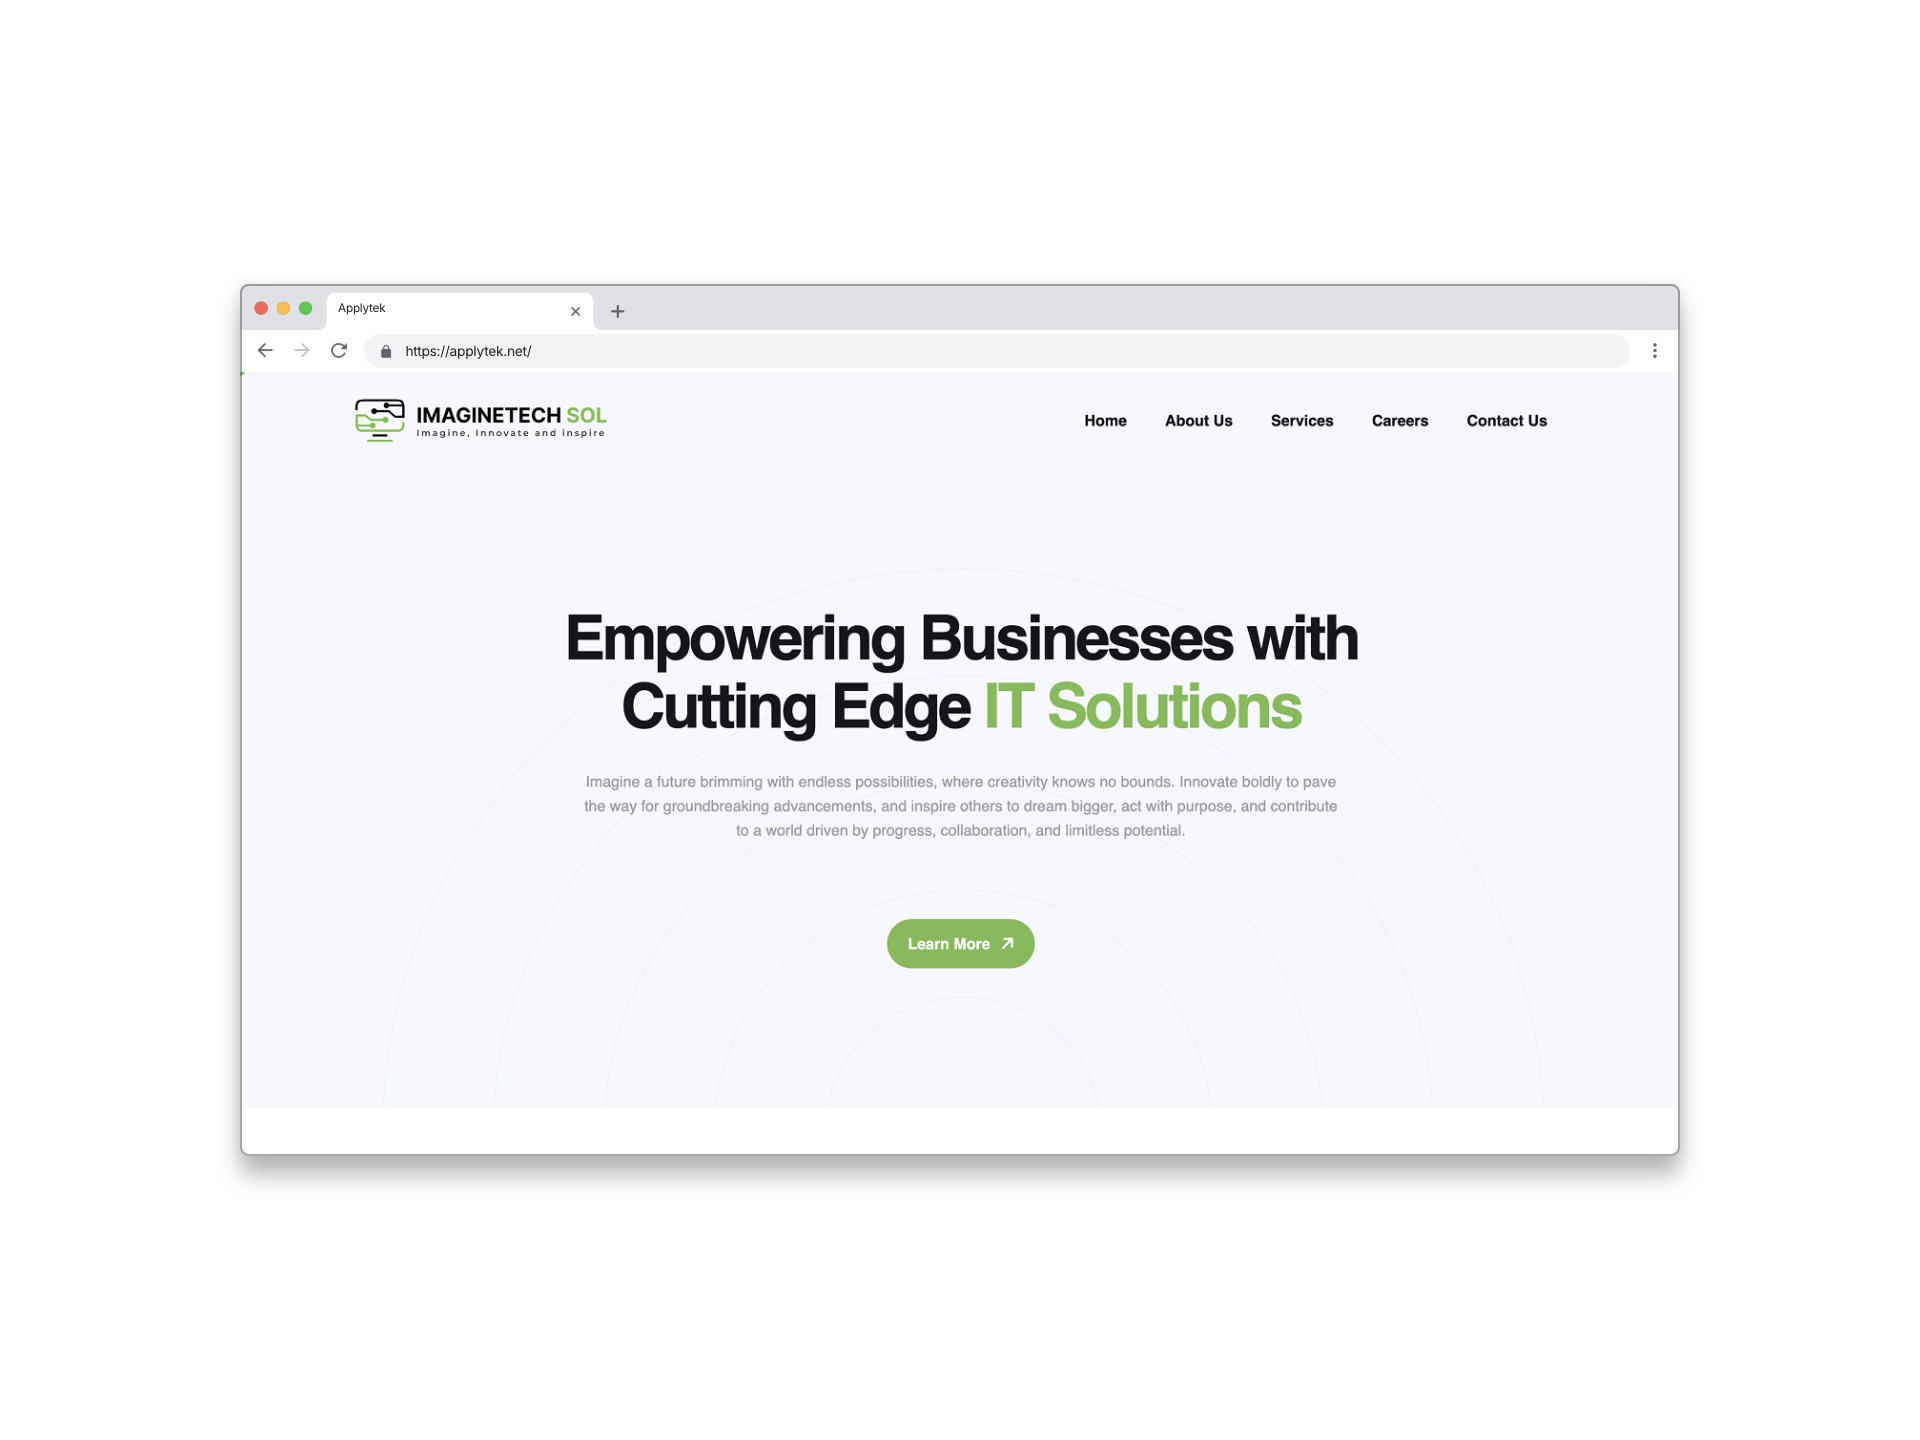 Applytek
https://applytek.net/
IMAGINETECH SOL
Imagine, Innovate and inspire
Home About Us Services Careers Contact Us
Empowering Businesses with
Cutting Edge IT Solutions
Imagine a future brimming with endless possibilities, where creativity knows no bounds. Innovate boldly to pave
the way for groundbreaking advancements, and inspire others to dream bigger, act with purpose, and contribute
to a world driven by progress, collaboration, and limitless potential.
Learn More